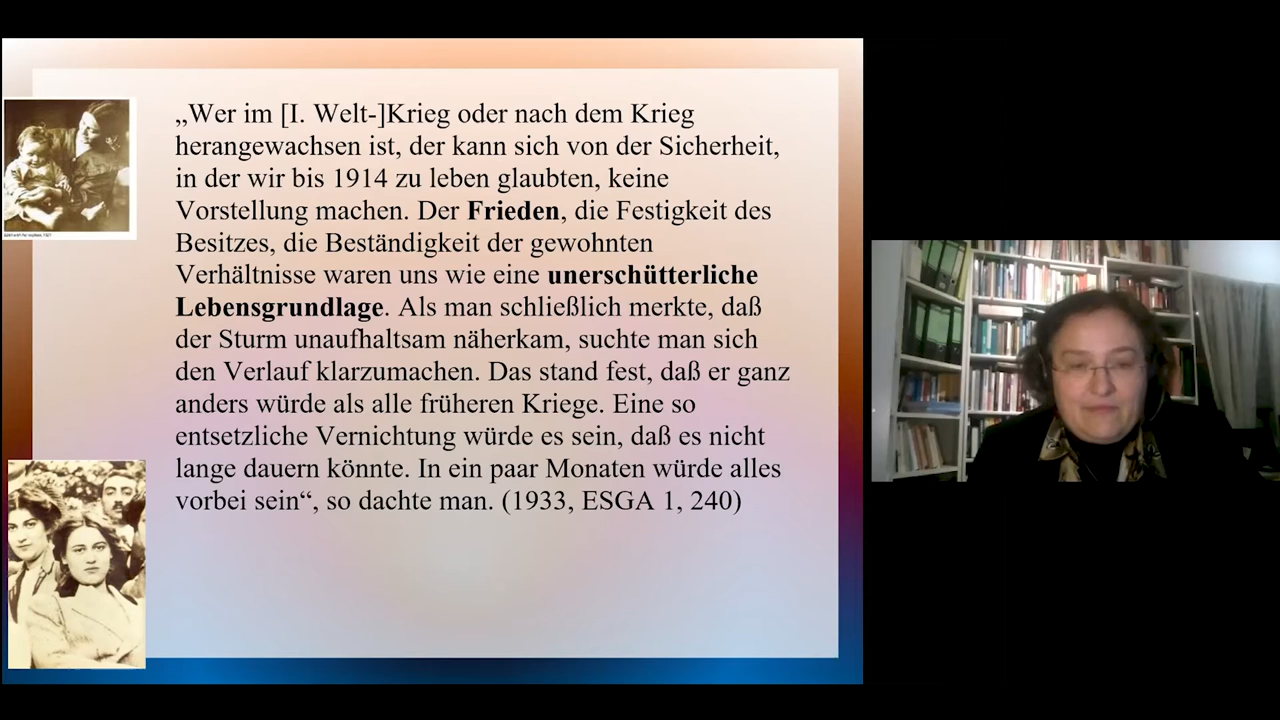 „Wer im [I. Welt-]Krieg oder nach dem Krieg
herangewachsen ist, der kann sich von der Sicherheit,
in der wir bis 1914 zu leben glaubten, keine
Vorstellung machen. Der Frieden, die Festigkeit des
Besitzes, die Beständigkeit der gewohnten
Verhältnisse waren uns wie eine unerschütterliche
Lebensgrundlage. Als man schließlich merkte, daß
der Sturm unaufhaltsam näherkam, suchte man sich
den Verlauf klarzumachen. Das stand fest, daß er ganz
anders würde als alle früheren Kriege. Eine so
entsetzliche Vernichtung würde es sein, daß es nicht
lange dauern könnte. In ein paar Monaten würde alles
vorbei sein“, so dachte man. (1933, ESGA 1, 240)